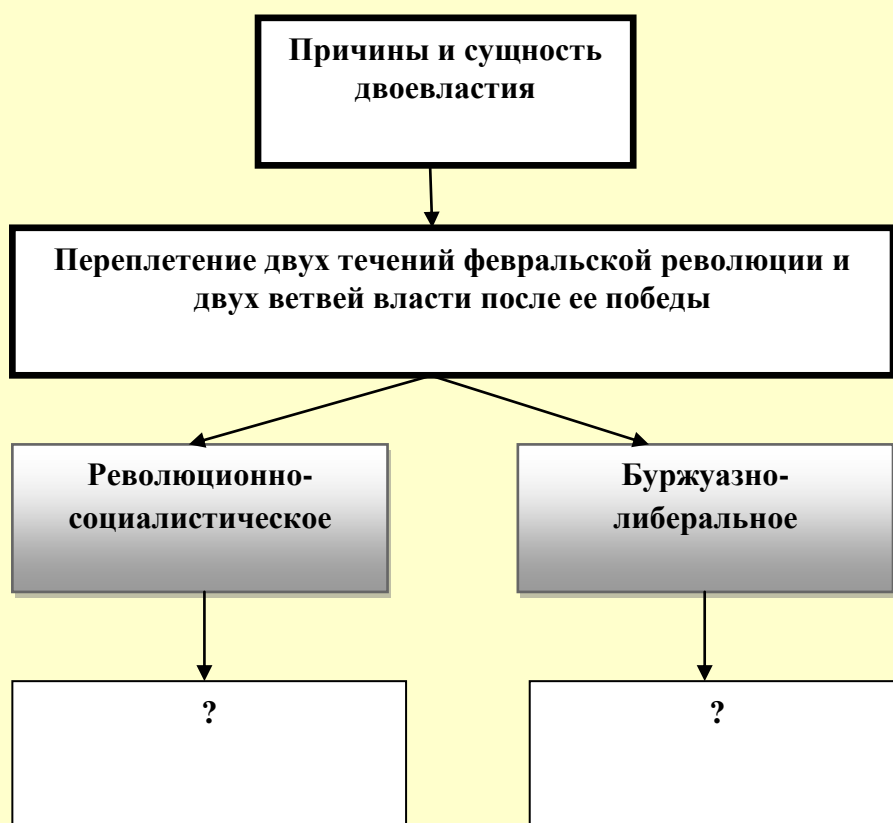 Причины и сущность
двоевластия
Переплетение двух течений февральской революции и
двух ветвей власти после ее победы
Революционно-
социалистическое
Буржуазно-
либеральное
?
?